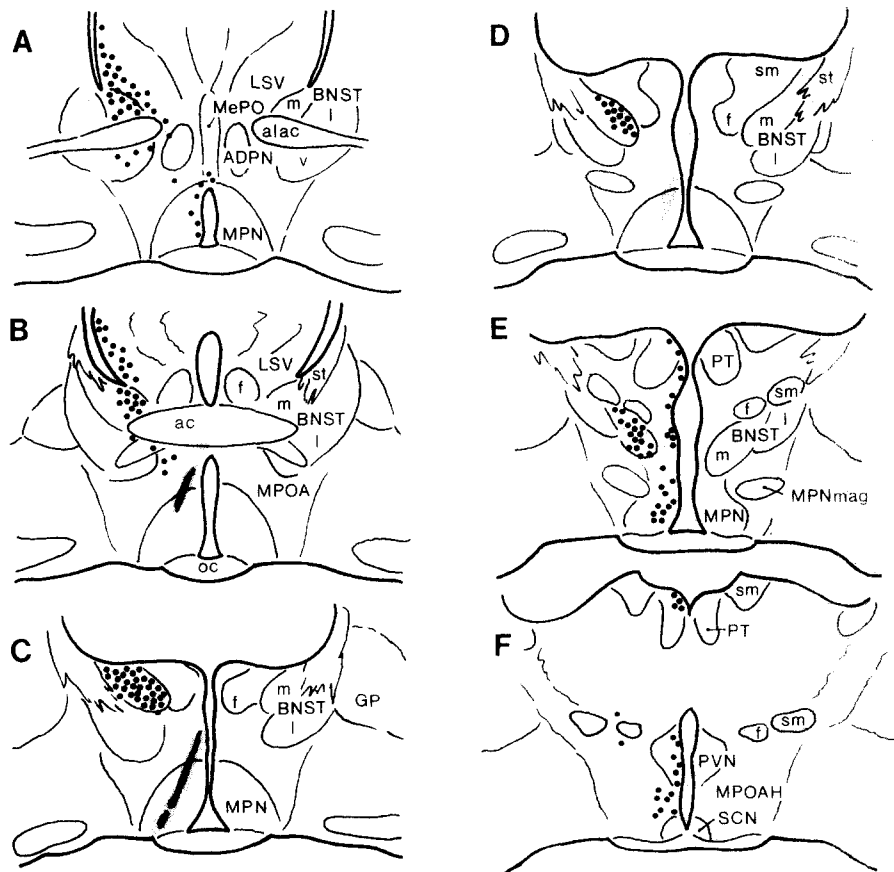 A
LSV
MePO
m
BNST
l
alac
ADPN
v
MPN
B
LSV
st
f
m
BNST
l
ac
MPOA
oc
C
f
m
BNST
l
GP
MPN
D
sm
st
f
m
BNST
l
E
PT
sm
f
l
BNST
m
MPNmag
MPN
sm
PT
F
f
sm
PVN
MPOAH
SCN